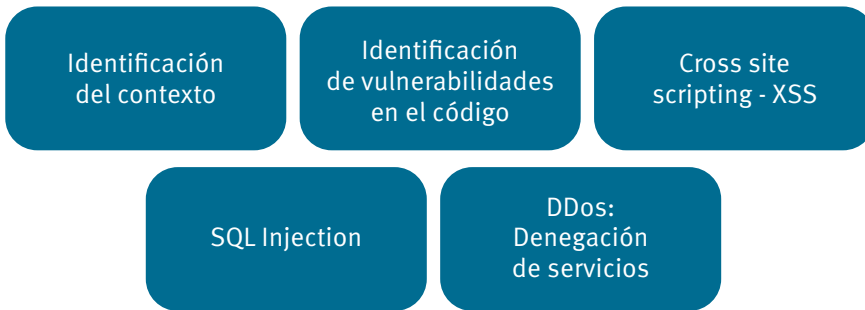 Identificación
del contexto
Identificación
de vulnerabilidades
en el código
Cross site
scripting - XSS
SQL Injection
DDos:
Denegación
de servicios